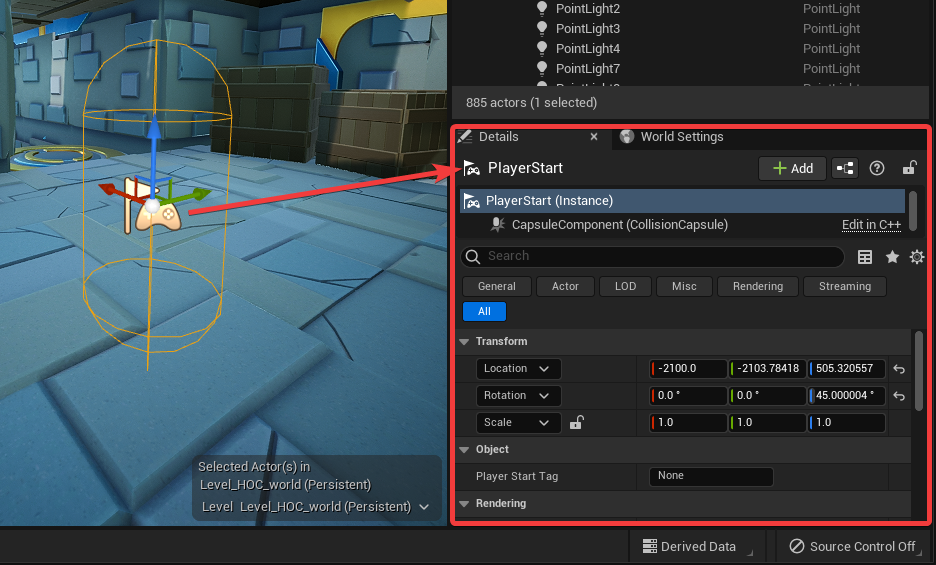 PointLight2 PointLight
PointLight3 PointLight
PointLight4 PointLight
PointLight7 PointLight
885 actors (1 selected)
Details World Settings
PlayerStart Add
PlayerStart (Instance)
CapsuleComponent (CollisionCapsule) Edit in C++
Search
General Actor LOD Misc Rendering Streaming
All
Transform
Location -2100.0 -2103.78418 505.320557
Rotation 0.0 ° 0.0 ° 45.000004 °
Scale 1.0 1.0 1.0
Object
Player Start Tag None
Rendering
Selected Actor(s) in
Level_HOC_world (Persistent)
Level Level_HOC_world (Persistent)
Derived Data Source Control Off